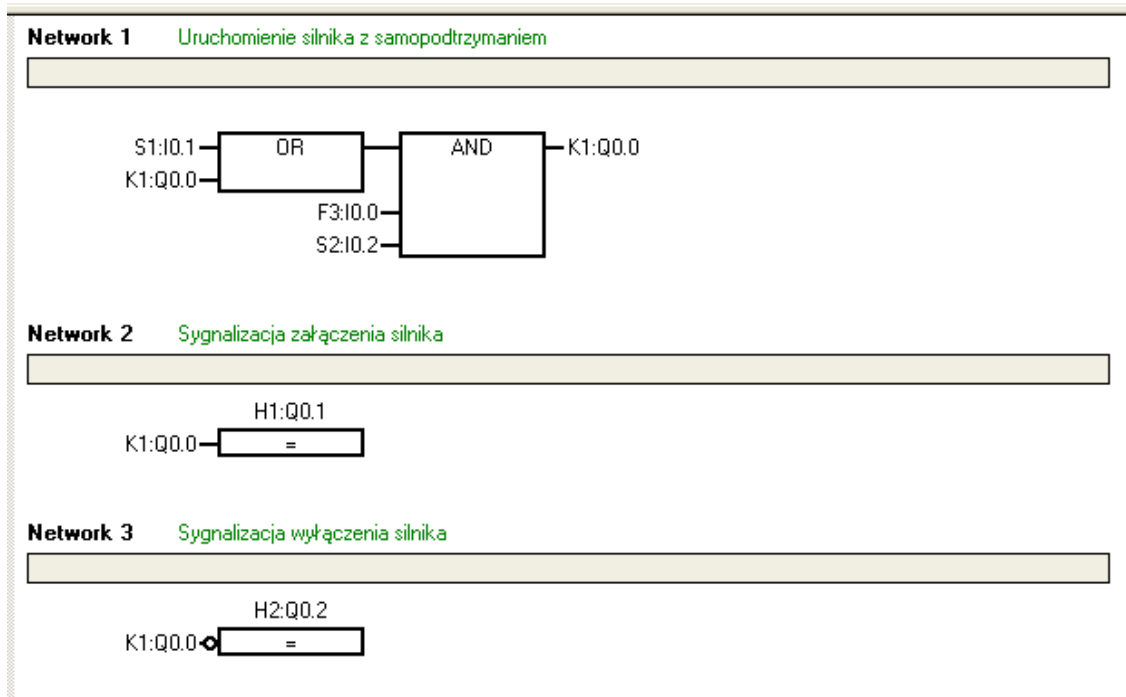 Network 1 Uruchomienie silnika z samopodtrzymaniem
S1:I0.1 OR AND K1:Q0.0
K1:Q0.0
F3:I0.0
S2:I0.2
Network 2 Sygnalizacja załączenia silnika
H1:Q0.1
K1:Q0.0 =
Network 3 Sygnalizacja wyłączenia silnika
H2:Q0.2
K1:Q0.0 =